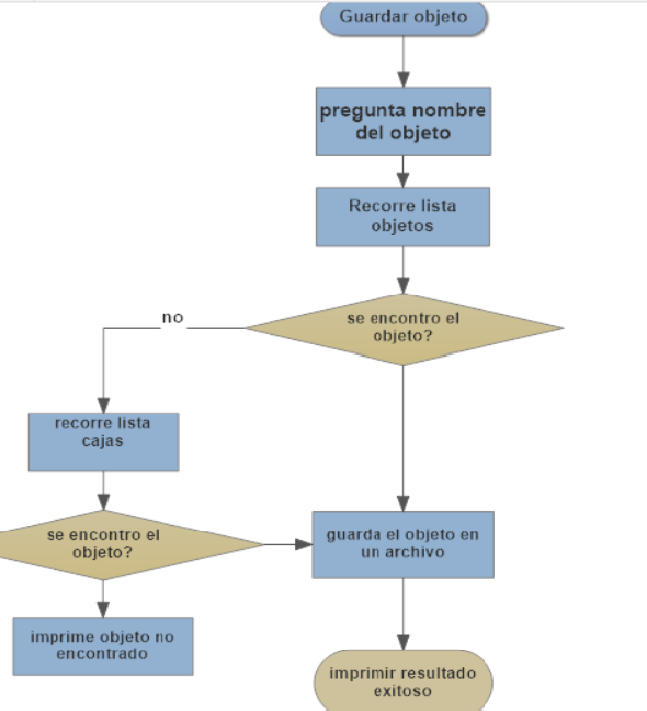 Guardar objeto
pregunta nombre
del objeto
Recorre lista
objetos
se encontro el
objeto?
no
recorre lista
cajas
se encontro el
objeto?
guarda el objeto en
un archivo
imprime objeto no
encontrado
imprimir resultado
exitoso